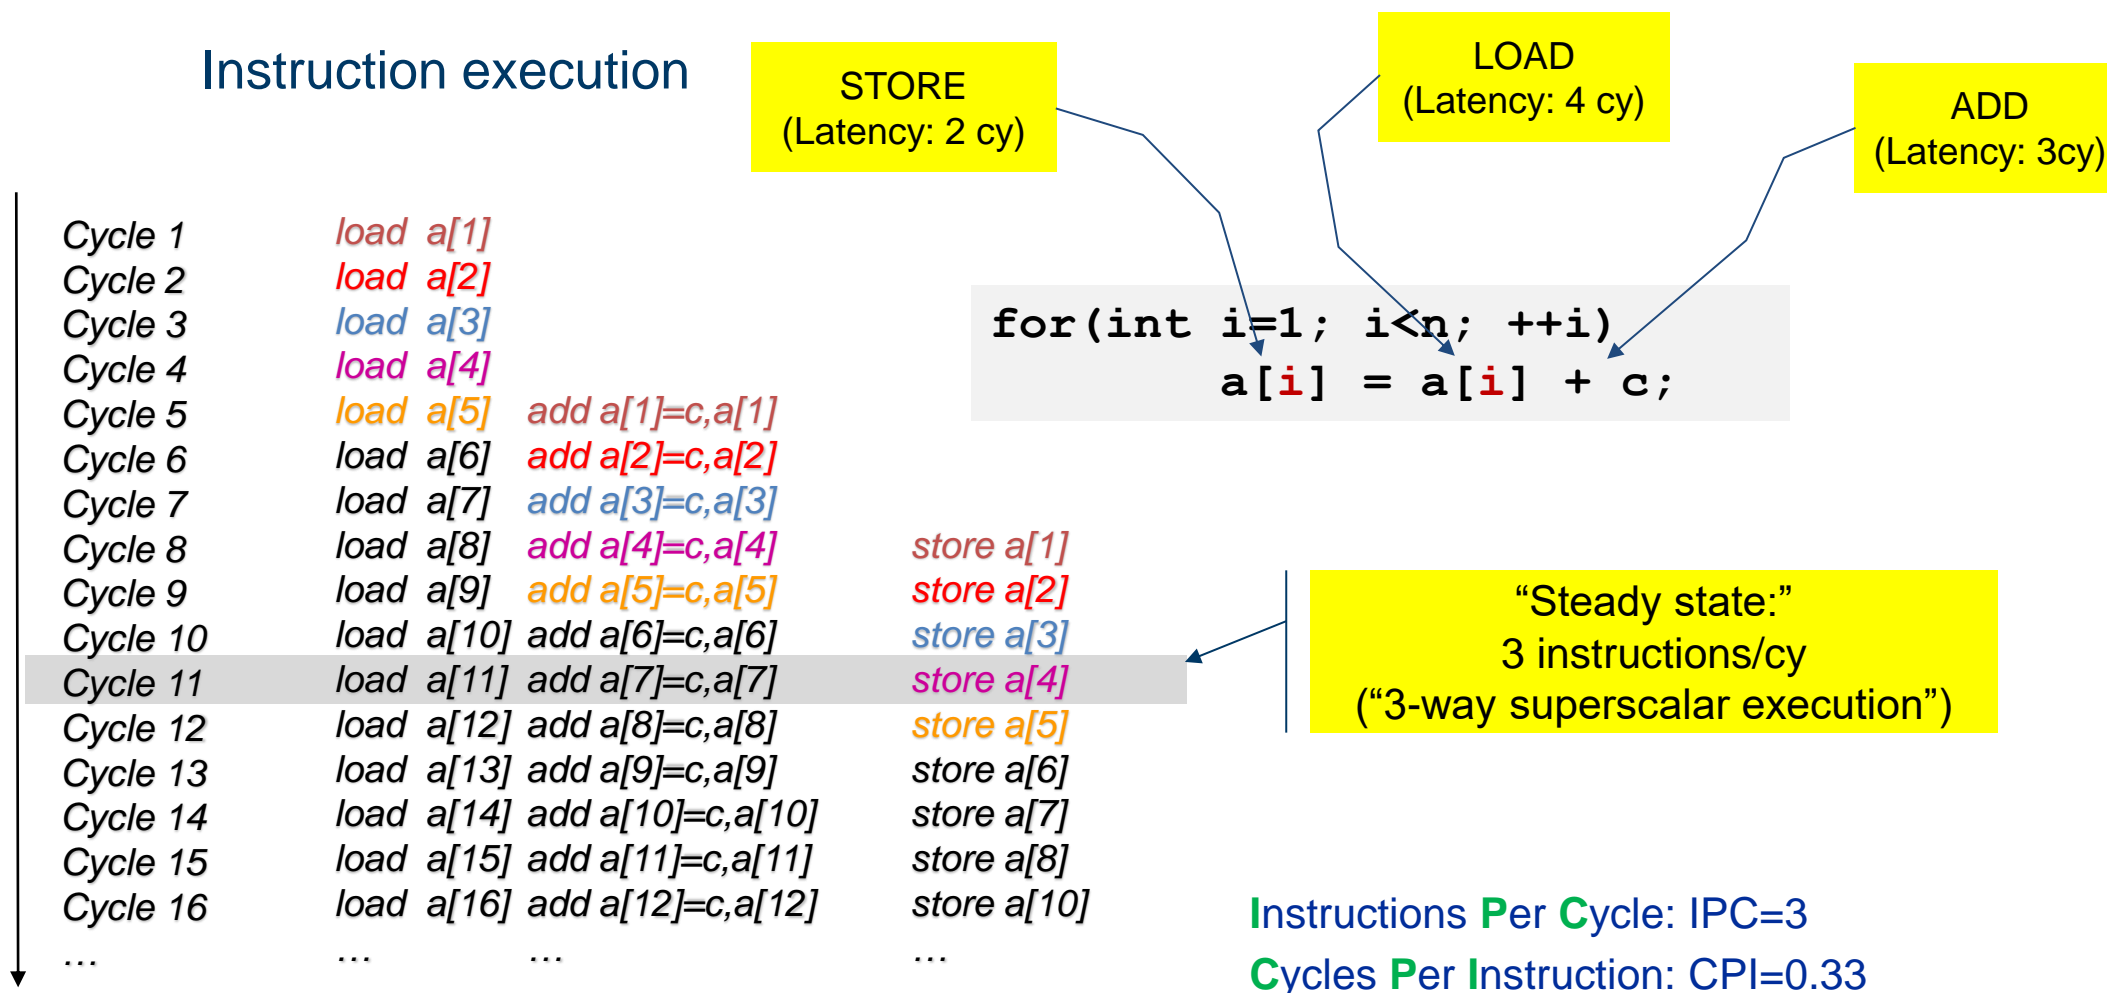 Instruction execution
STORE
(Latency: 2 cy)
LOAD
(Latency: 4 cy)
ADD
(Latency: 3cy)
for(int i=1; i<n; ++i)
a[i] = a[i] + c;
Cycle 1 load a[1]
Cycle 2 load a[2]
Cycle 3 load a[3]
Cycle 4 load a[4]
Cycle 5 load a[5] add a[1]=c,a[1]
Cycle 6 load a[6] add a[2]=c,a[2]
Cycle 7 load a[7] add a[3]=c,a[3]
Cycle 8 load a[8] add a[4]=c,a[4] store a[1]
Cycle 9 load a[9] add a[5]=c,a[5] store a[2]
Cycle 10 load a[10] add a[6]=c,a[6] store a[3]
Cycle 11 load a[11] add a[7]=c,a[7] store a[4]
Cycle 12 load a[12] add a[8]=c,a[8] store a[5]
Cycle 13 load a[13] add a[9]=c,a[9] store a[6]
Cycle 14 load a[14] add a[10]=c,a[10] store a[7]
Cycle 15 load a[15] add a[11]=c,a[11] store a[8]
Cycle 16 load a[16] add a[12]=c,a[12] store a[10]
… … … …
“Steady state:”
3 instructions/cy
(“3-way superscalar execution”)
Instructions Per Cycle: IPC=3
Cycles Per Instruction: CPI=0.33